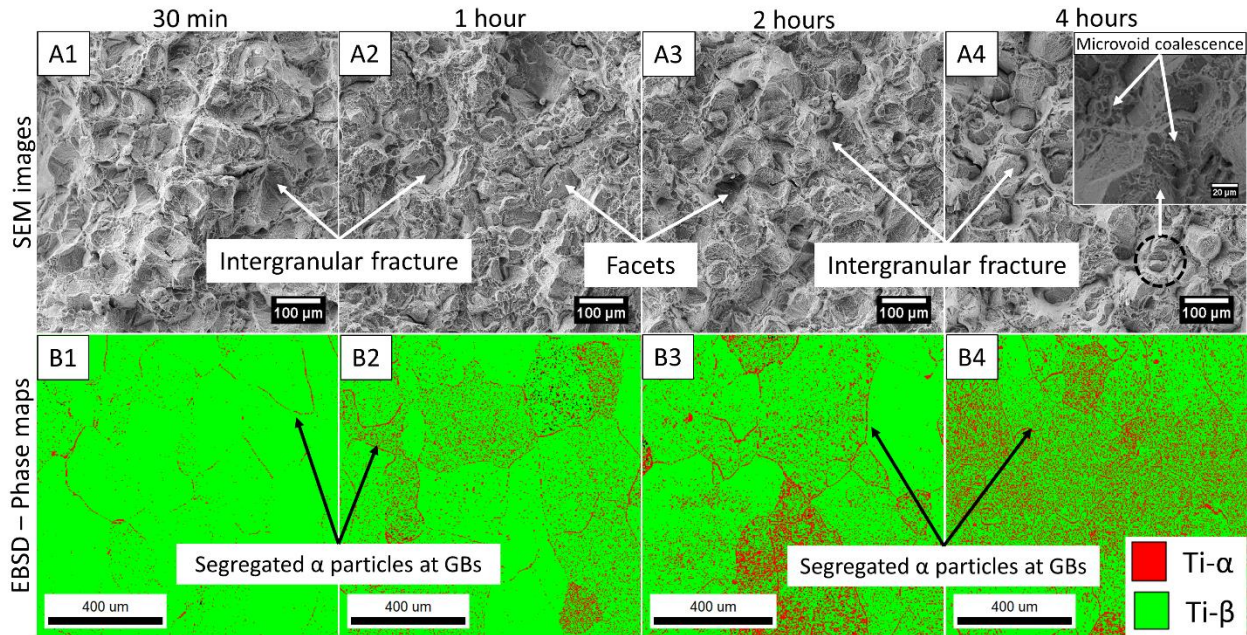 30 min
1 hour
2 hours
4 hours
SEM images
A1
A2
A3
A4
Microvoid coalescence
20 µm
Intergranular fracture
Facets
Intergranular fracture
100 µm
100 µm
100 µm
100 µm
EBSD – Phase maps
B1
B2
B3
B4
Segregated α particles at GBs
Segregated α particles at GBs
400 um
400 um
400 um
400 um
Ti-α
Ti-β